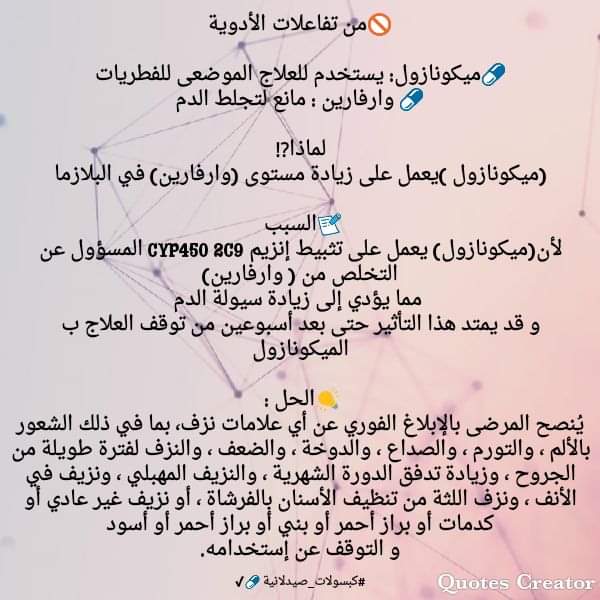 🚫من تفاعلات الأدوية
💊ميكونازول: يستخدم للعلاج الموضعى للفطريات
💊 وارفارين : مانع لتجلط الدم
لماذا?!
(ميكونازول )يعمل على زيادة مستوى (وارفارين) في البلازما
📝السبب
لأن(ميكونازول) يعمل على تثبيط إنزيم CYP450 2C9 المسؤول عن
التخلص من ( وارفارين)
مما يؤدي إلى زيادة سيولة الدم
و قد يمتد هذا التأثير حتى بعد أسبوعين من توقف العلاج ب
الميكونازول
💡الحل :
يُنصح المرضى بالإبلاغ الفوري عن أي علامات نزف، بما في ذلك الشعور
بالألم ، والتورم ، والصداع ، والدوخة ، والضعف ، والنزف لفترة طويلة من
الجروح ، وزيادة تدفق الدورة الشهرية ، والنزيف المهبلي ، ونزيف في
الأنف ، ونزف اللثة من تنظيف الأسنان بالفرشاة ، أو نزيف غير عادي أو
كدمات أو براز أحمر أو بني أو براز أحمر أو أسود
و التوقف عن إستخدامه.
#كبسولات_صيدلانية 💊✓
Quotes Creator